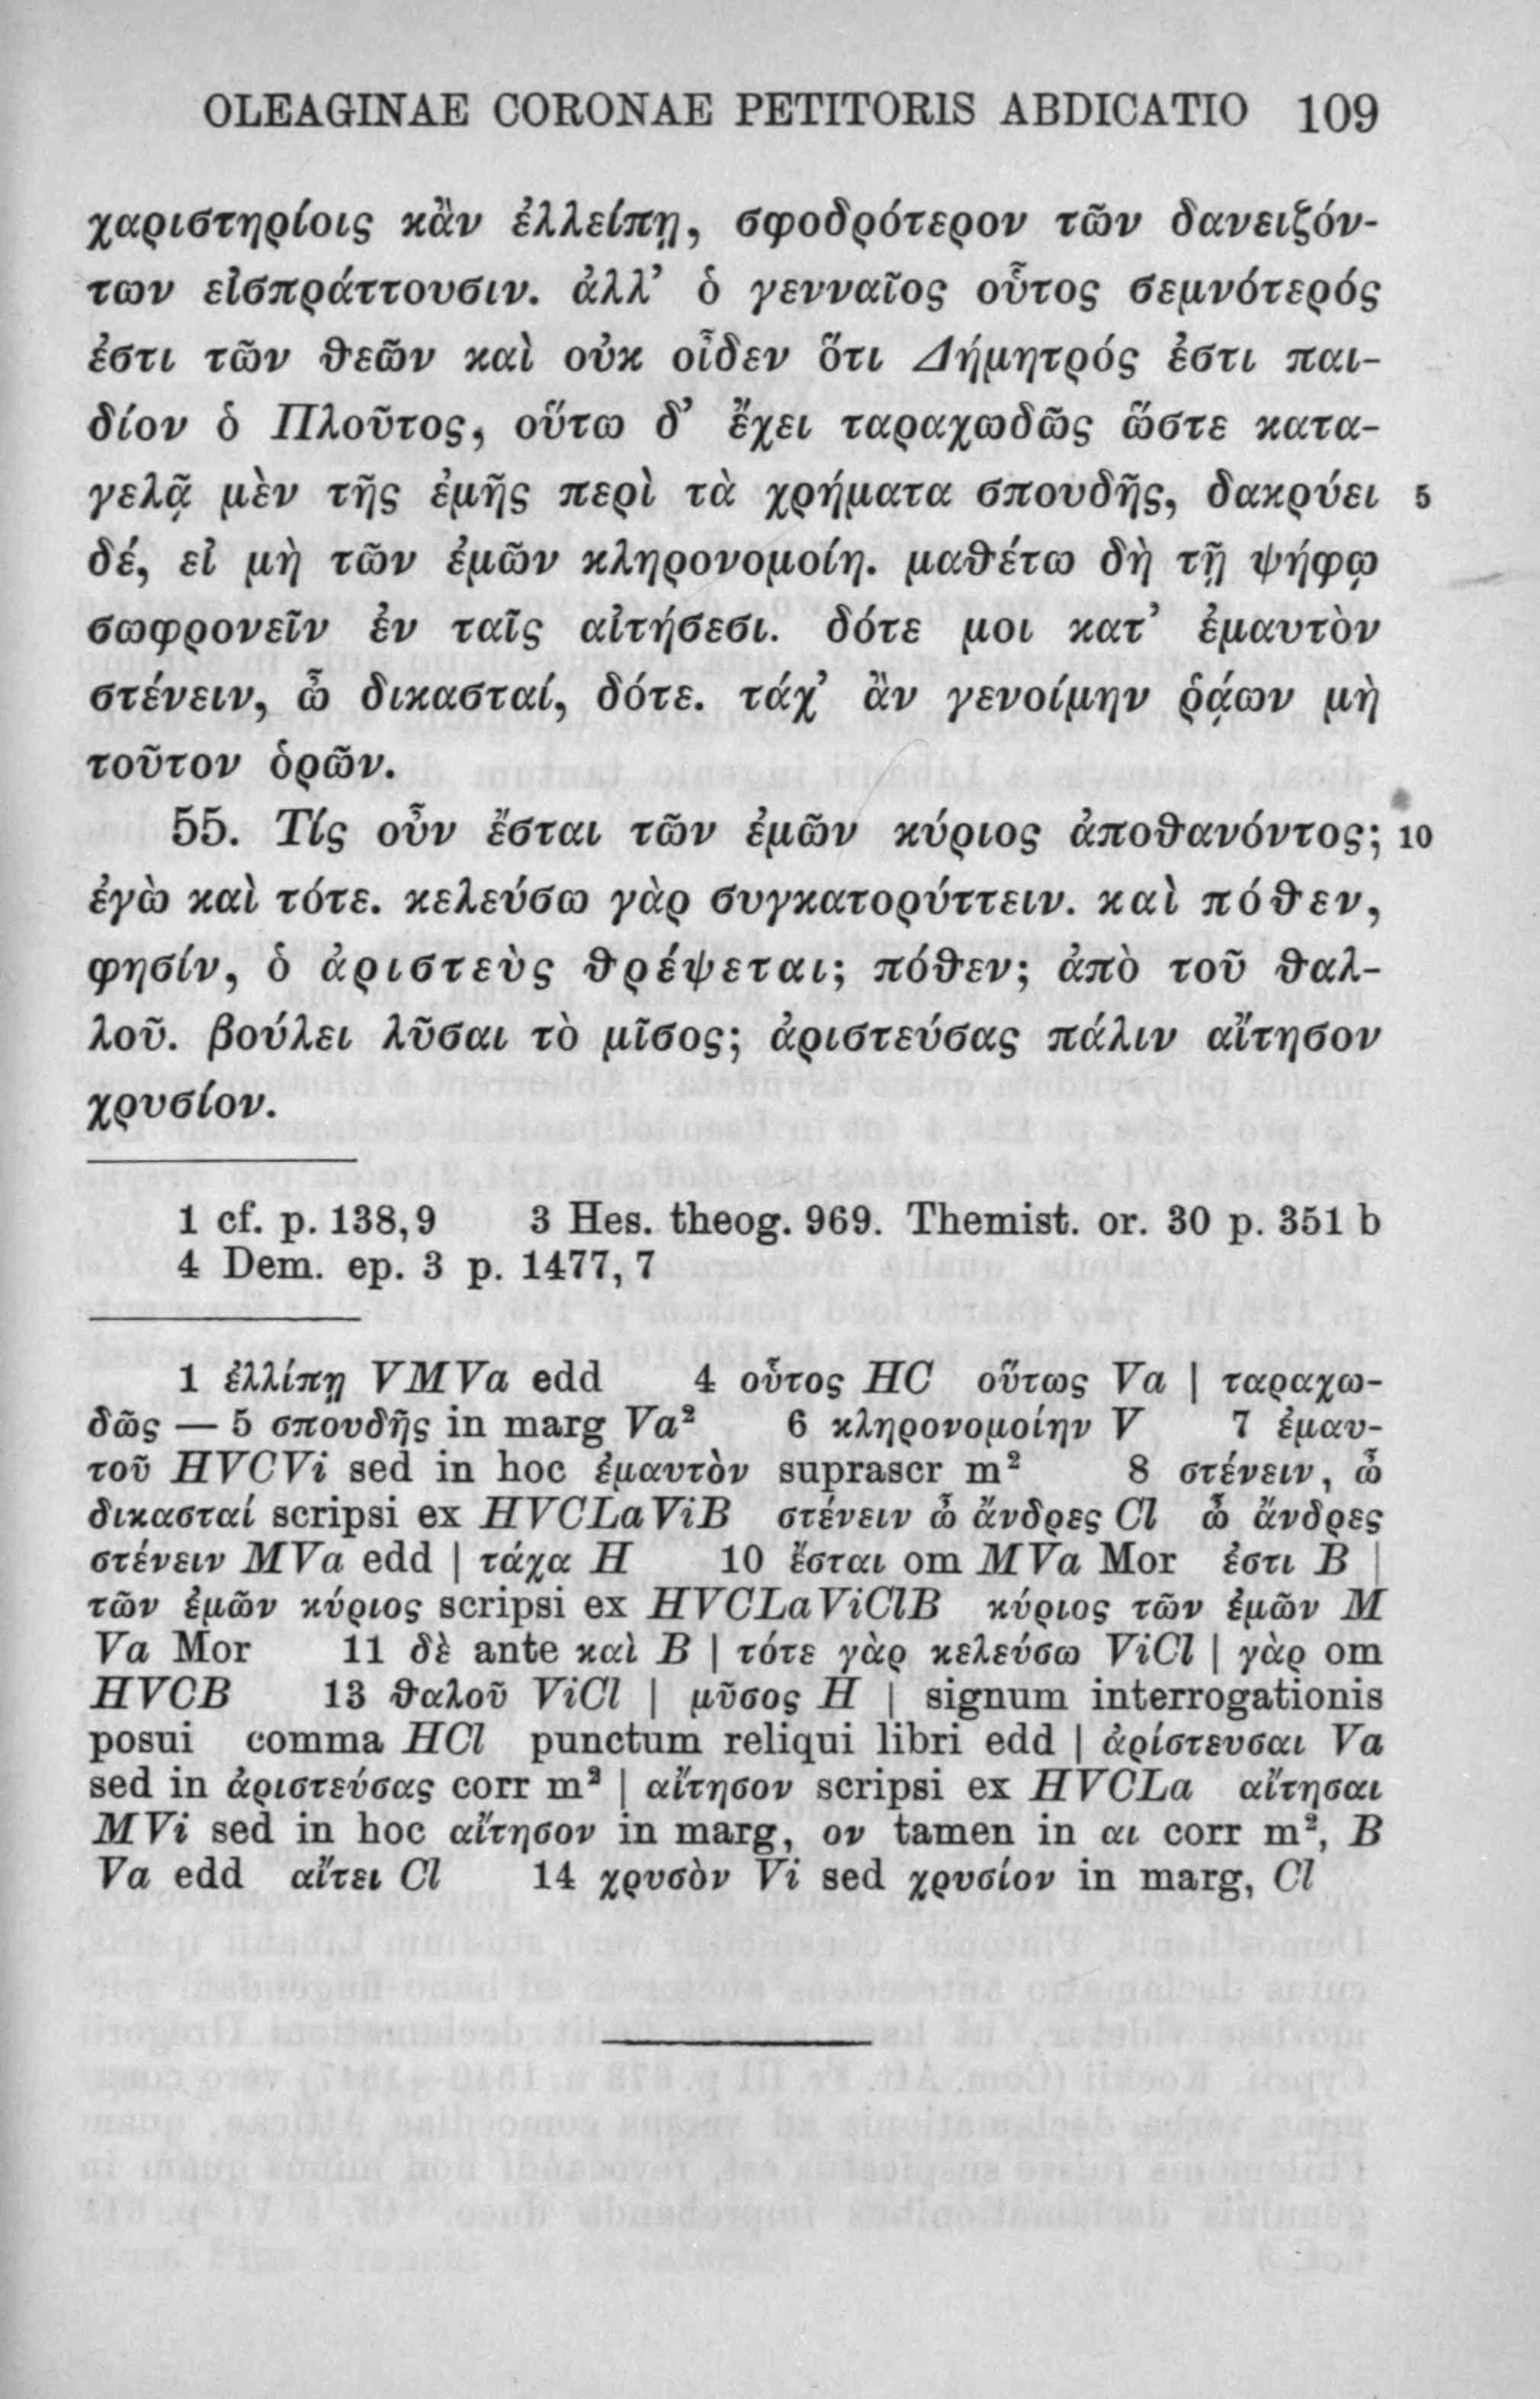 OLEAGINAE CORONAE PETITORIS ABDICATIO 109
χαριστηρίοις κἂν ἐλλείπῃ, σφοδρότερον τῶν δανειζόν-
των εἰσπράττουσιν. ἀλλ’ ὁ γενναῖος οὗτος σεμνότερός
ἐστι τῶν θεῶν καὶ οὐκ οἶδεν ὅτι Δήμητρός ἐστι παι-
δίον ὁ Πλοῦτος, οὕτω δ’ ἔχει ταραχωδῶς ὥστε κατα-
γελᾷ μὲν τῆς ἐμῆς περὶ τὰ χρήματα σπουδῆς, δακρύει 5
δέ, εἰ μὴ τῶν ἐμῶν κληρονομοίη. μαθέτω δὴ τῇ ψήφῳ
σωφρονεῖν ἐν ταῖς αἰτήσεσι. δότε μοι κατ’ ἐμαυτὸν
στένειν, ὦ δικασταί, δότε. τάχ’ ἂν γενοίμην ῥᾴων μὴ
τοῦτον ὁρῶν.
55. Τίς οὖν ἔσται τῶν ἐμῶν κύριος ἀποθανόντος; 10
ἐγὼ καὶ τότε. κελεύσω γὰρ συγκατορύττειν. καὶ πόθεν,
φησίν, ὁ ἀριστεὺς θρέψεται; πόθεν; ἀπὸ τοῦ θαλ-
λοῦ. βούλει λῦσαι τὸ μῖσος; ἀριστεύσας πάλιν αἴτησον
χρυσίον.
1 cf. p. 138,9 3 Hes. theog. 969. Themist. or. 30 p. 351 b
4 Dem. ep. 3 p. 1477, 7
1 ἐλλίπῃ VMVa edd 4 οὗτος HC οὕτως Va | ταραχω-
δῶς — 5 σπουδῆς in marg Va² 6 κληρονομοίην V 7 ἐμαυ-
τοῦ HVCVi sed in hoc ἐμαυτὸν suprascr m² 8 στένειν, ὦ
δικασταί scripsi ex HVCLaViB στένειν ὦ ἄνδρες Cl ὦ ἄνδρες
στένειν MVa edd | τάχα H 10 ἔσται om MVa Mor ἐστι B |
τῶν ἐμῶν κύριος scripsi ex HVCLaViClB κύριος τῶν ἐμῶν M
Va Mor 11 δὲ ante καὶ B | τότε γὰρ κελεύσω ViCl | γὰρ om
HVCB 13 θαλοῦ ViCl | μῦσος H | signum interrogationis
posui comma HCl punctum reliqui libri edd | ἀρίστευσαι Va
sed in ἀριστεύσας corr m² | αἴτησον scripsi ex HVCLa αἴτησαι
MVi sed in hoc αἴτησον in marg, ον tamen in αι corr m², B
Va edd αἴτει Cl 14 χρυσὸν Vi sed χρυσίον in marg, Cl